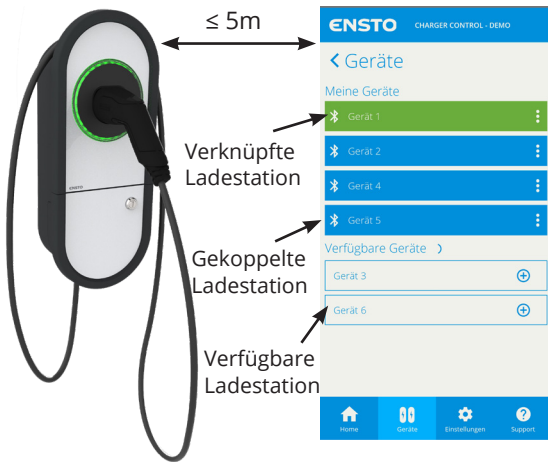 ≤ 5m
ENSTO CHARGER CONTROL - DEMO
Geräte
Meine Geräte
Gerät 1
Gerät 2
Gerät 4
Gerät 5
Verfügbare Geräte
Gerät 3
Gerät 6
Home Geräte Einstellungen Support
Verknüpfte
Ladestation
Gekoppelte
Ladestation
Verfügbare
Ladestation
ENSTO